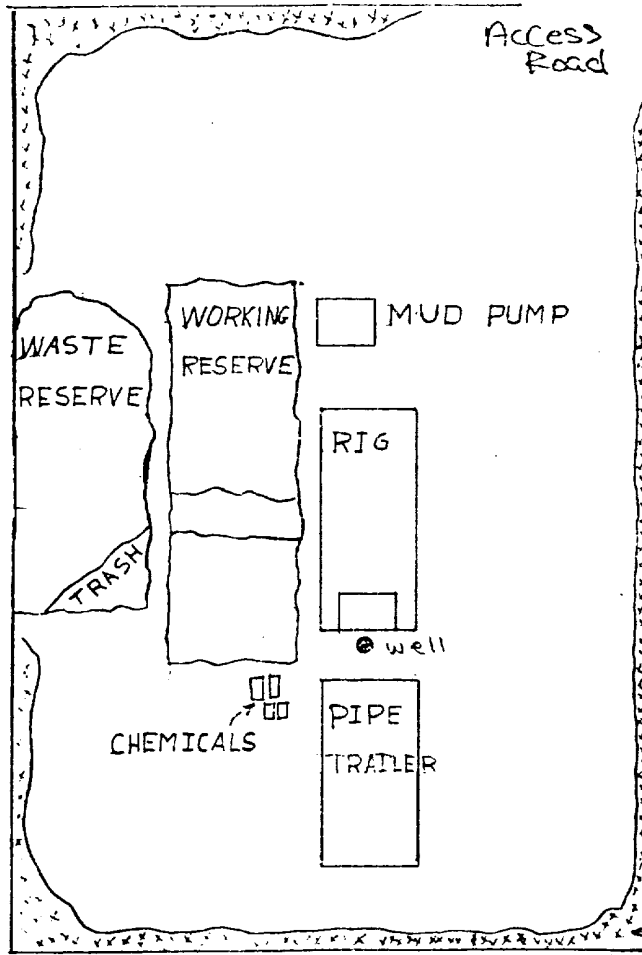 Access
Road
WORKING
RESERVE
MUD PUMP
WASTE
RESERVE
RIG
TRASH
well
CHEMICALS
PIPE
TRAILER